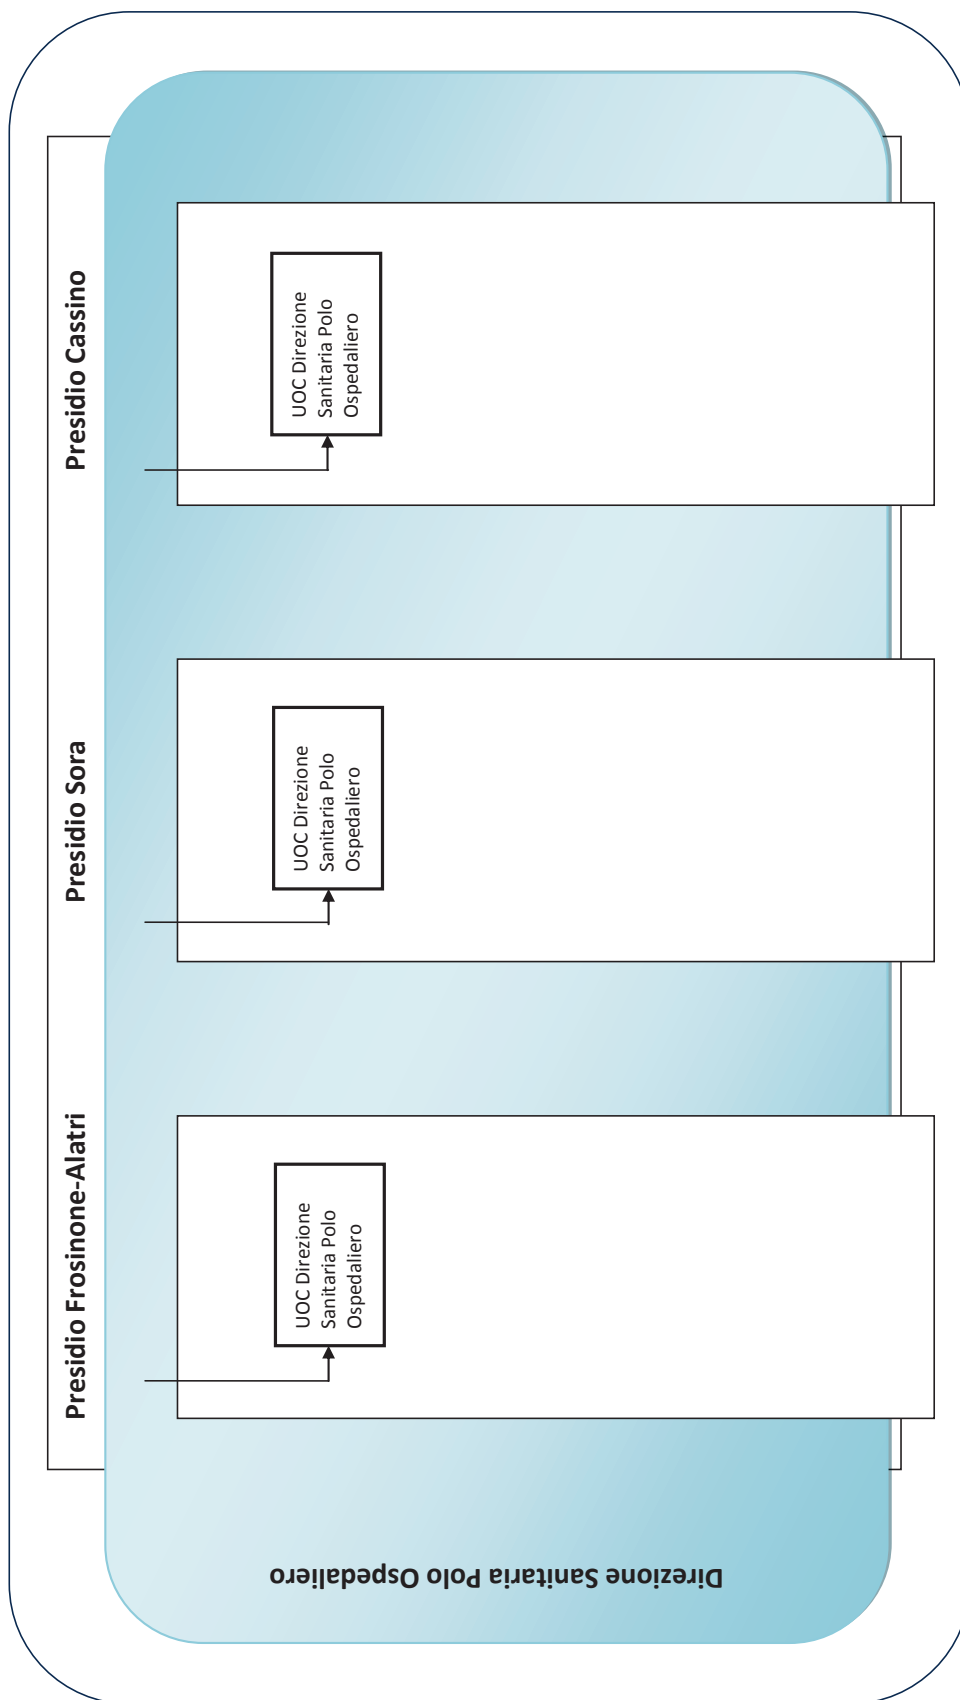 Presidio Frosinone-Alatri
Presidio Sora
Presidio Cassino
UOC Direzione
Sanitaria Polo
Ospedaliero
UOC Direzione
Sanitaria Polo
Ospedaliero
UOC Direzione
Sanitaria Polo
Ospedaliero
Direzione Sanitaria Polo Ospedaliero